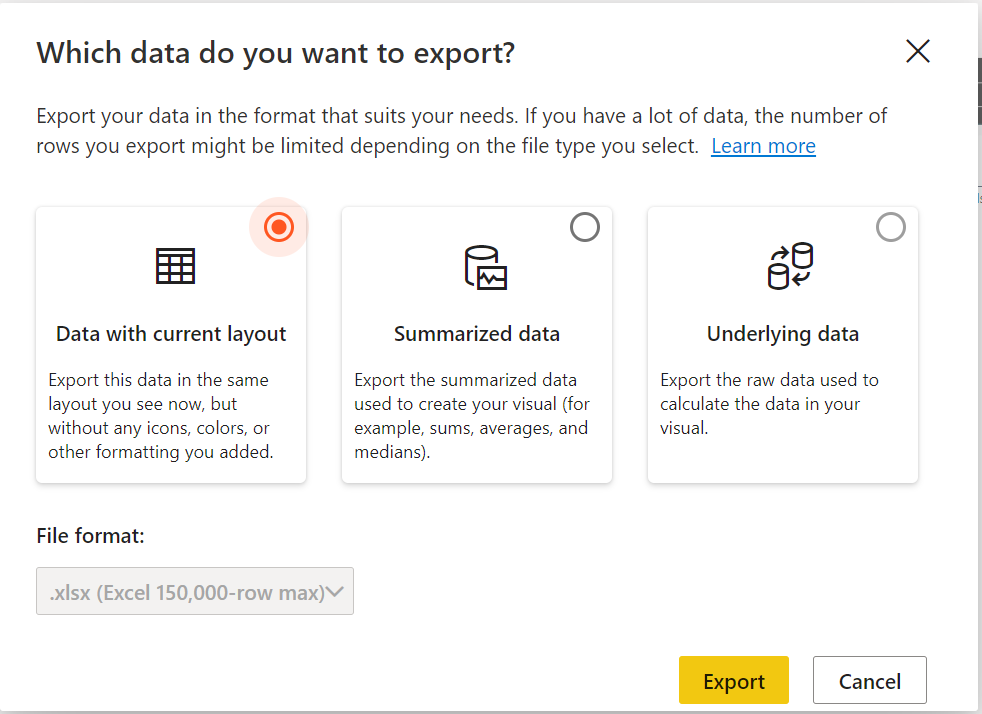 Which data do you want to export?
Export your data in the format that suits your needs. If you have a lot of data, the number of
rows you export might be limited depending on the file type you select. Learn more
Data with current layout
Export this data in the same
layout you see now, but
without any icons, colors, or
other formatting you added.
Summarized data
Export the summarized data
used to create your visual (for
example, sums, averages, and
medians).
Underlying data
Export the raw data used to
calculate the data in your
visual.
File format:
.xlsx (Excel 150,000-row max)
Export
Cancel